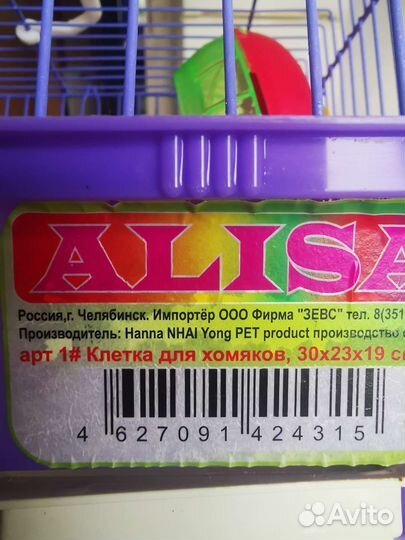 ALISA
Россия,г. Челябинск. Импортёр ООО Фирма "ЗЕВС" тел. 8(351
Производитель: Hanna NHAI Yong PET product производство
арт 1# Клетка для хомяков, 30x23x19 с
4 627091 424315
Avito